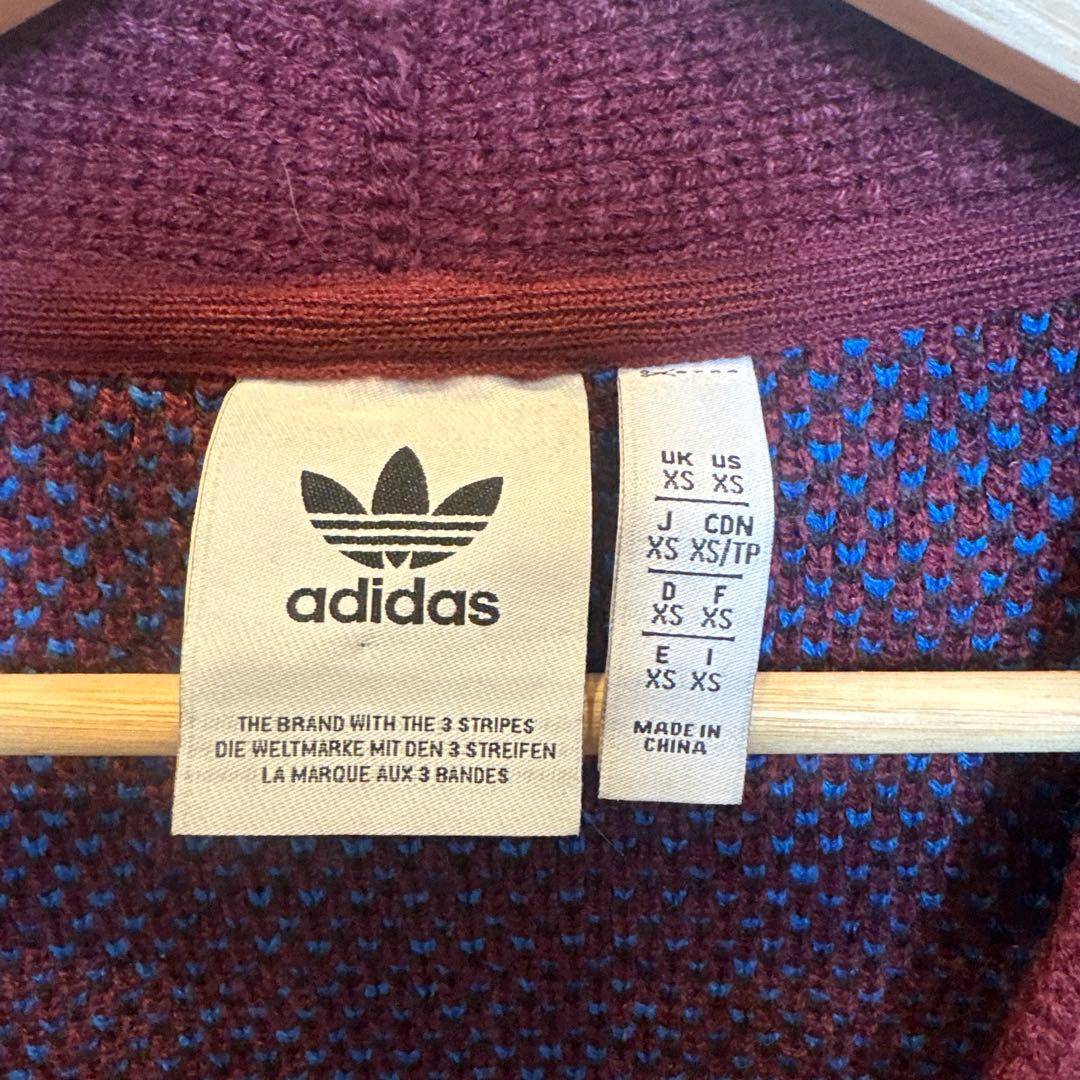 adidas
THE BRAND WITH THE 3 STRIPES
DIE WELTMARKE MIT DEN 3 STREIFEN
LA MARQUE AUX 3 BANDES
UK US
XS XS
J CDN
XS XS/TP
D F
XS XS
E I
XS XS
MADE IN
CHINA